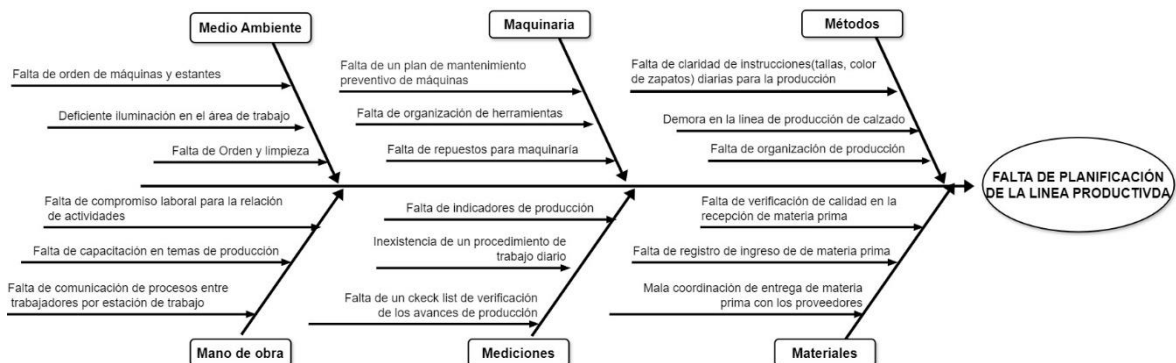 Medio Ambiente
Maquinaria
Métodos
Falta de orden de máquinas y estantes
Deficiente iluminación en el área de trabajo
Falta de Orden y limpieza
Falta de un plan de mantenimiento
preventivo de máquinas
Falta de organización de herramientas
Falta de repuestos para maquinaría
Falta de claridad de instrucciones(tallas, color
de zapatos) diarias para la producción
Demora en la linea de producción de calzado
Falta de organización de producción
FALTA DE PLANIFICACIÓN
DE LA LINEA PRODUCTIVDA
Falta de compromiso laboral para la relación
de actividades
Falta de capacitación en temas de producción
Falta de comunicación de procesos entre
trabajadores por estación de trabajo
Falta de indicadores de producción
Inexistencia de un procedimiento de
trabajo diario
Falta de un ckeck list de verificación
de los avances de producción
Falta de verificación de calidad en la
recepción de materia prima
Falta de registro de ingreso de de materia prima
Mala coordinación de entrega de materia
prima con los proveedores
Mano de obra
Mediciones
Materiales